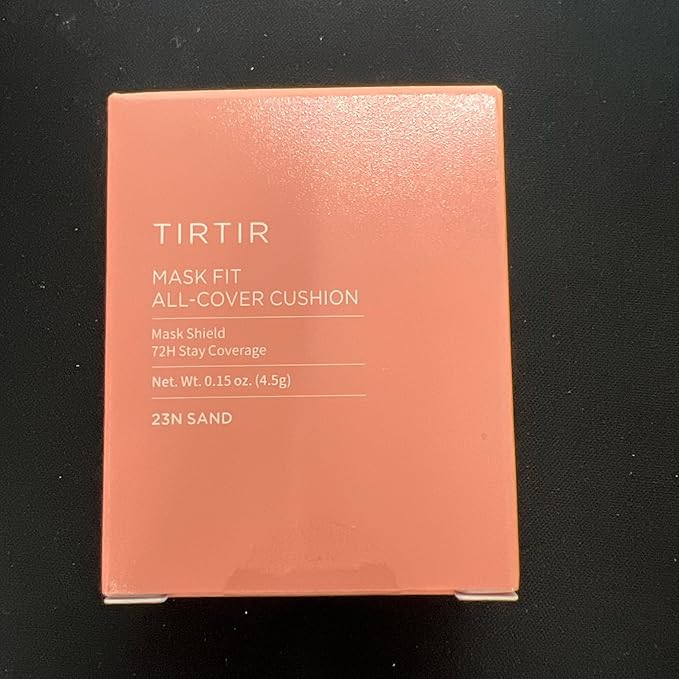 TIRTIR
MASK FIT
ALL-COVER CUSHION
Mask Shield
72H Stay Coverage
Net. Wt. 0.15 oz. (4.5g)
23N SAND